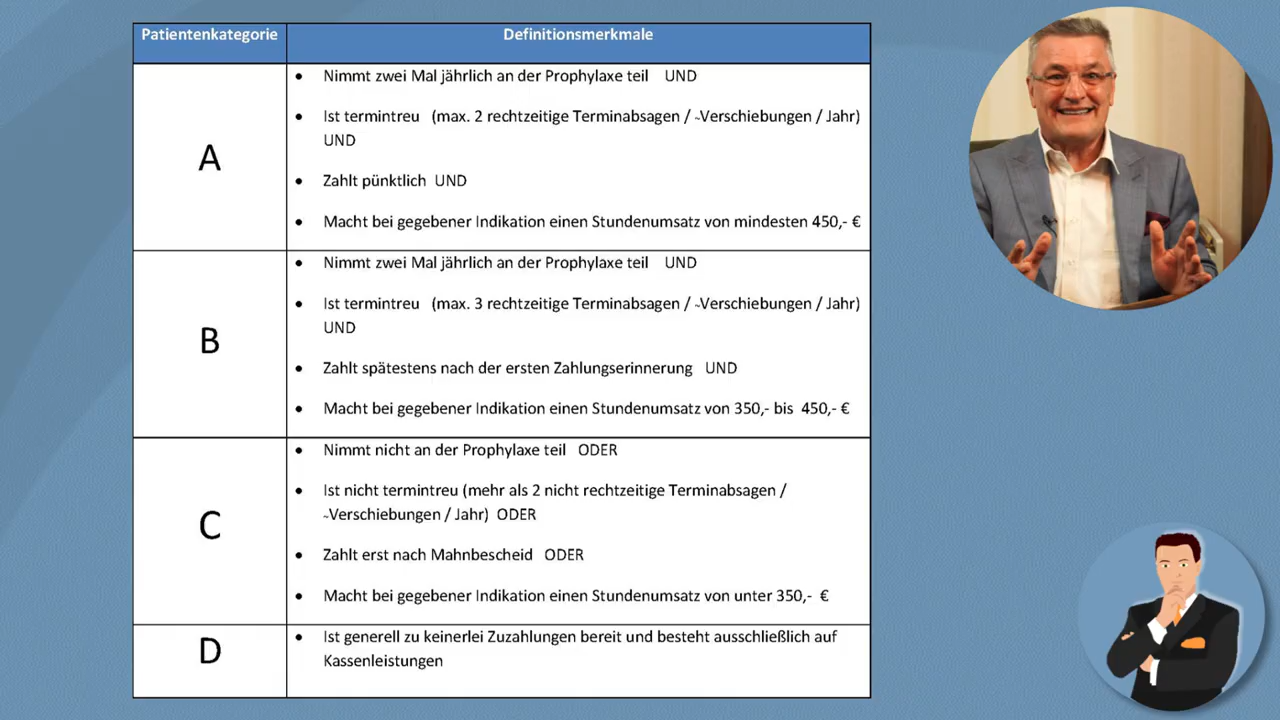 Patientenkategorie
Definitionsmerkmale
A
• Nimmt zwei Mal jährlich an der Prophylaxe teil UND
• Ist termintreu (max. 2 rechtzeitige Terminabsagen / ~Verschiebungen / Jahr)
UND
• Zahlt pünktlich UND
• Macht bei gegebener Indikation einen Stundenumsatz von mindesten 450,- €
B
• Nimmt zwei Mal jährlich an der Prophylaxe teil UND
• Ist termintreu (max. 3 rechtzeitige Terminabsagen / ~Verschiebungen / Jahr)
UND
• Zahlt spätestens nach der ersten Zahlungserinnerung UND
• Macht bei gegebener Indikation einen Stundenumsatz von 350,- bis 450,- €
C
• Nimmt nicht an der Prophylaxe teil ODER
• Ist nicht termintreu (mehr als 2 nicht rechtzeitige Terminabsagen /
~Verschiebungen / Jahr) ODER
• Zahlt erst nach Mahnbescheid ODER
• Macht bei gegebener Indikation einen Stundenumsatz von unter 350,- €
D
• Ist generell zu keinerlei Zuzahlungen bereit und besteht ausschließlich auf
Kassenleistungen